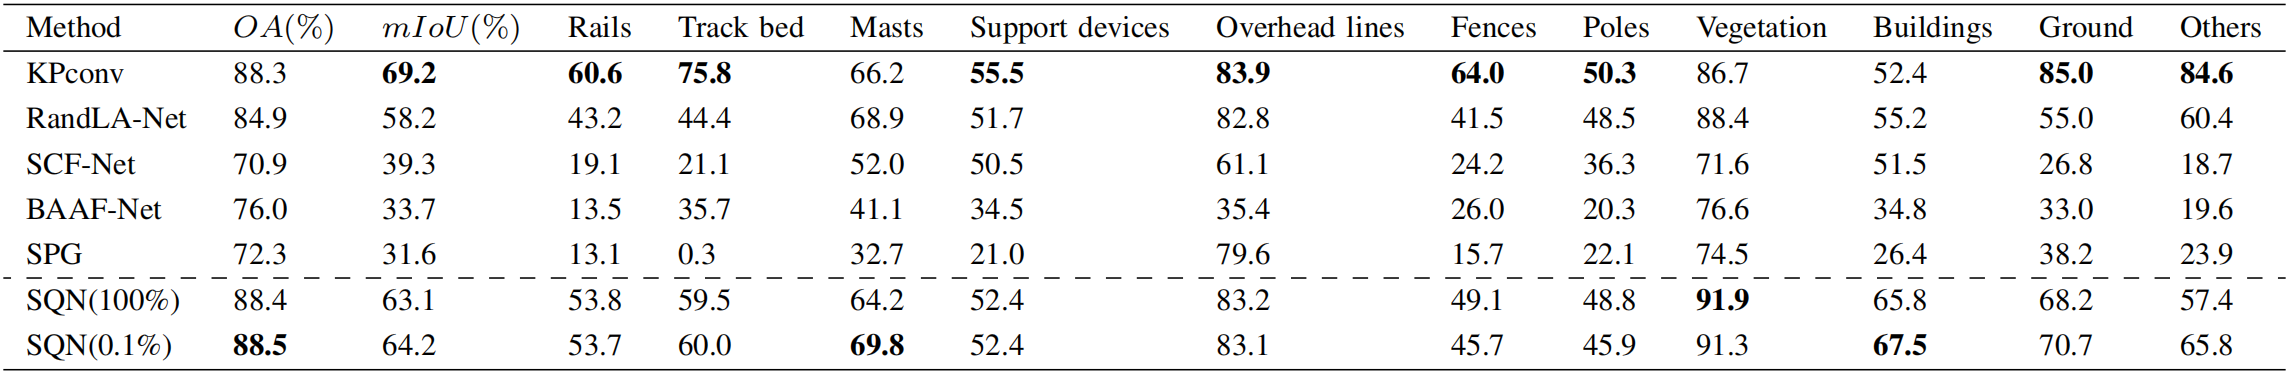 Method OA(%) mIoU(%) Rails Track bed Masts Support devices Overhead lines Fences Poles Vegetation Buildings Ground Others
KPconv 88.3 69.2 60.6 75.8 66.2 55.5 83.9 64.0 50.3 86.7 52.4 85.0 84.6
RandLA-Net 84.9 58.2 43.2 44.4 68.9 51.7 82.8 41.5 48.5 88.4 55.2 55.0 60.4
SCF-Net 70.9 39.3 19.1 21.1 52.0 50.5 61.1 24.2 36.3 71.6 51.5 26.8 18.7
BAAF-Net 76.0 33.7 13.5 35.7 41.1 34.5 35.4 26.0 20.3 76.6 34.8 33.0 19.6
SPG 72.3 31.6 13.1 0.3 32.7 21.0 79.6 15.7 22.1 74.5 26.4 38.2 23.9
SQN(100%) 88.4 63.1 53.8 59.5 64.2 52.4 83.2 49.1 48.8 91.9 65.8 68.2 57.4
SQN(0.1%) 88.5 64.2 53.7 60.0 69.8 52.4 83.1 45.7 45.9 91.3 67.5 70.7 65.8